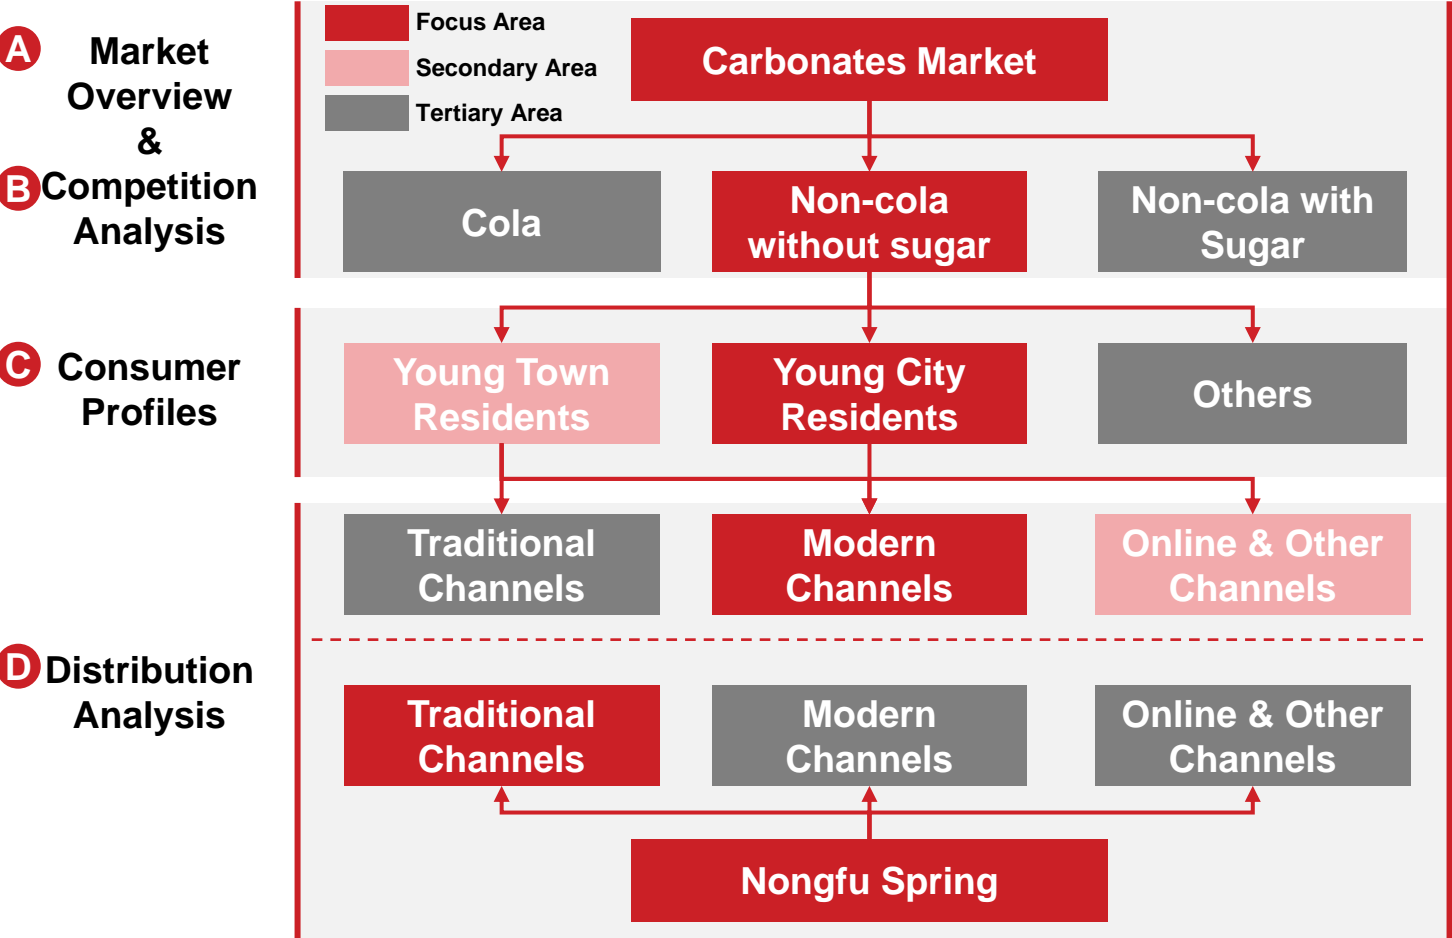 A
Market
Overview
&
B
Competition
Analysis
Focus Area
Secondary Area
Tertiary Area
Carbonates Market
Cola
Non-cola
without sugar
Non-cola with
Sugar
C
Consumer
Profiles
Young Town
Residents
Young City
Residents
Others
D
Distribution
Analysis
Traditional
Channels
Modern
Channels
Online & Other
Channels
Traditional
Channels
Modern
Channels
Online & Other
Channels
Nongfu Spring